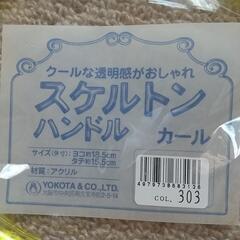 クールな透明感がおしゃれ
スケルトン
ハンドル カール
サイズ(タ寸):ヨコ約18.5cm
タテ約15.5cm
材質:アクリル
YOKOTA & CO.,LTD.
COL. 303